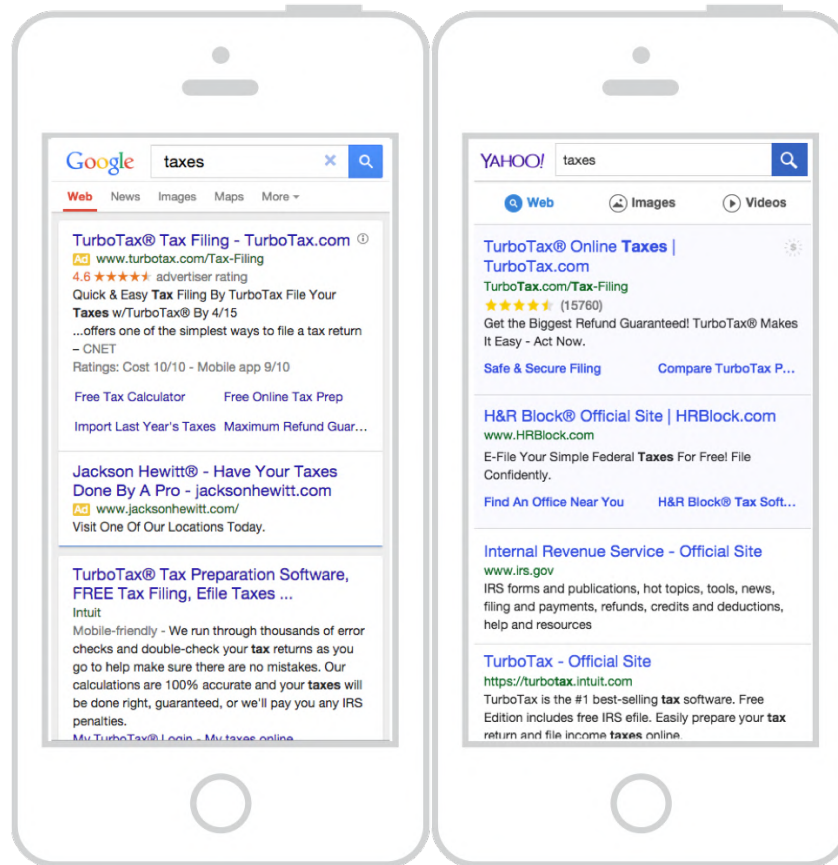 Google taxes
Web News Images Maps More
TurboTax® Tax Filing - TurboTax.com
Ad www.turbotax.com/Tax-Filing
4.6 ★★★★★ advertiser rating
Quick & Easy Tax Filing By TurboTax File Your
Taxes w/TurboTax® By 4/15
...offers one of the simplest ways to file a tax return
– CNET
Ratings: Cost 10/10 - Mobile app 9/10
Free Tax Calculator Free Online Tax Prep
Import Last Year's Taxes Maximum Refund Guar...
Jackson Hewitt® - Have Your Taxes
Done By A Pro - jacksonhewitt.com
Ad www.jacksonhewitt.com/
Visit One Of Our Locations Today.
TurboTax® Tax Preparation Software,
FREE Tax Filing, Efile Taxes ...
Intuit
Mobile-friendly - We run through thousands of error
checks and double-check your tax returns as you
go to help make sure there are no mistakes. Our
calculations are 100% accurate and your taxes will
be done right, guaranteed, or we'll pay you any IRS
penalties.
My TurboTax® Login - My taxes online
YAHOO! taxes
Web Images Videos
TurboTax® Online Taxes |
TurboTax.com
TurboTax.com/Tax-Filing
★★★★★ (15760)
Get the Biggest Refund Guaranteed! TurboTax® Makes
It Easy - Act Now.
Safe & Secure Filing Compare TurboTax P...
H&R Block® Official Site | HRBlock.com
www.HRBlock.com
E-File Your Simple Federal Taxes For Free! File
Confidently.
Find An Office Near You H&R Block® Tax Soft...
Internal Revenue Service - Official Site
www.irs.gov
IRS forms and publications, hot topics, tools, news,
filing and payments, refunds, credits and deductions,
help and resources
TurboTax - Official Site
https://turbotax.intuit.com
TurboTax is the #1 best-selling tax software. Free
Edition includes free IRS efile. Easily prepare your tax
return and file income taxes online.